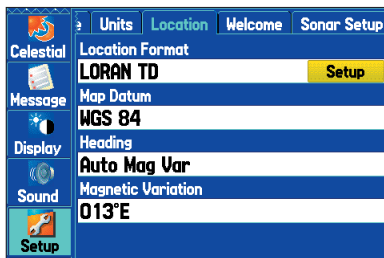 Units Location Welcome Sonar Setup
Celestial
Location Format
LORAN TD Setup
Message
Map Datum
WGS 84
Display
Heading
Auto Mag Var
Sound
Magnetic Variation
013°E
Setup